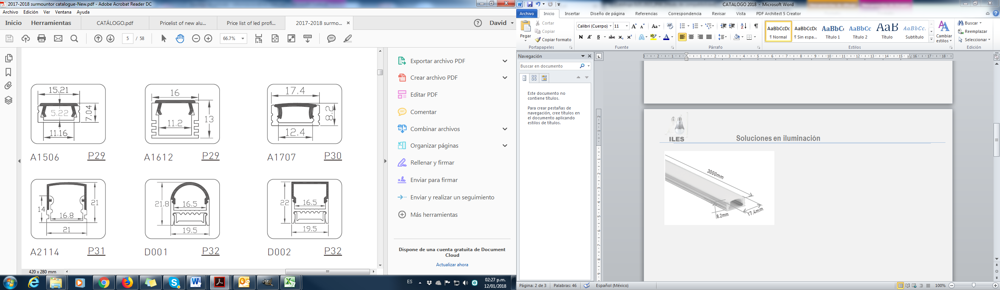 2017-2018 surmountor catalogue-New.pdf - Adobe Acrobat Reader DC
Archivo Edición Ver Ventana Ayuda
Inicio Herramientas CATÁLOGO.pdf Pricelist of new alu... Price list of led profi... 2017-2018 surmo... × ? David
5 / 58 66.7%
15.21
5.22
7.04
11.16
A1506 P29
16
11.2
13
A1612 P29
17.4
8.2
12.4
A1707 P30
14
16.8
21
21
A2114 P31
21.8
16.5
19.5
D001 P32
22
16.5
19.5
D002 P32
420 x 280 mm
Exportar archivo PDF
Crear archivo PDF
Editar PDF
Comentar
Combinar archivos
Organizar páginas
Rellenar y firmar
Enviar para firmar
Enviar y realizar un seguimiento
Más herramientas
Dispone de una cuenta gratuita de Document
Cloud
Actualizar ahora
ES
02:27 p.m.
12/01/2018
CATALOGO 2018 - Microsoft Word
Archivo Inicio Insertar Diseño de página Referencias Correspondencia Revisar Vista PDF Architect 5 Creator
Pegar
Cortar
Copiar
Copiar formato
Portapapeles
Calibri (Cuerpo) 11
N K S abc x₂ x²
Fuente
Párrafo
AaBbCcDc AaBbCcDc AaBbCc AaBbCc AaB AaBbCc.
¶ Normal ¶ Sin espa... Título 1 Título 2 Título Subtítulo
Cambiar
estilos
Estilos
Buscar
Reemplazar
Seleccionar
Edición
Navegación
Buscar en documento
Este documento no
contiene títulos.
Para crear pestañas de
navegación, cree títulos en
el documento aplicando
estilos de títulos.
ILES
Soluciones en iluminación
3000mm
8.2mm
17.4mm
Página: 2 de 3 Palabras: 46 Español (México) 100%